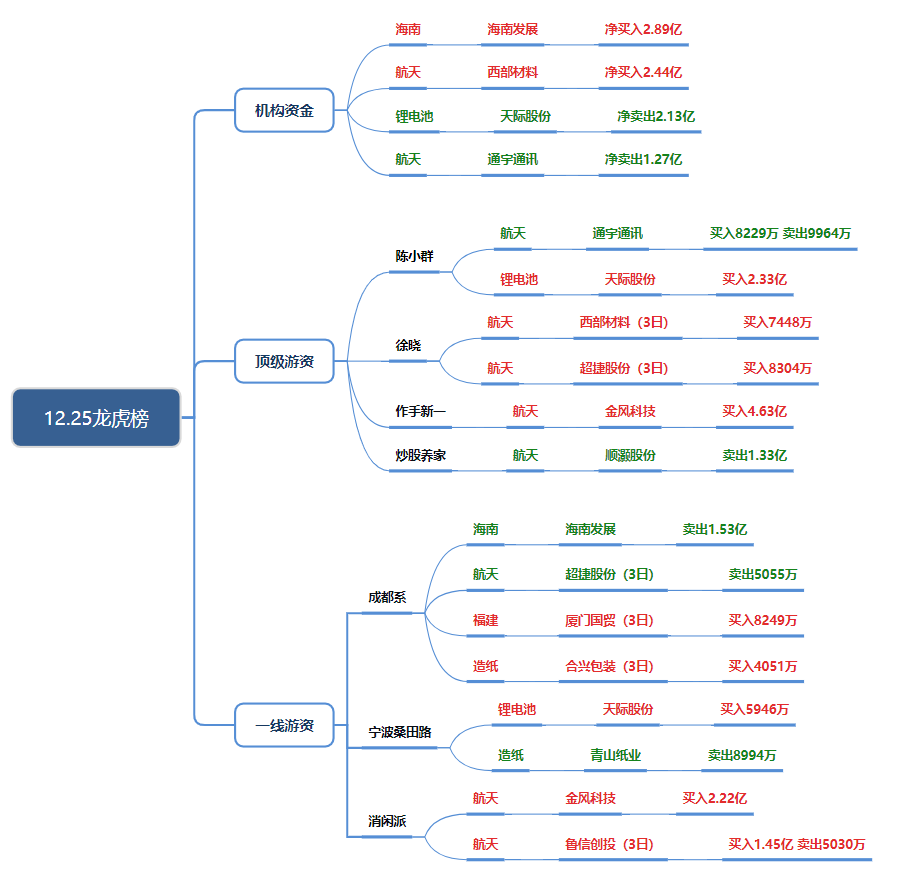 12.25龙虎榜
机构资金
海南 海南发展 净买入2.89亿
航天 西部材料 净买入2.44亿
锂电池 天际股份 净卖出2.13亿
航天 通宇通讯 净卖出1.27亿
顶级游资
陈小群
航天 通宇通讯 买入8229万 卖出9964万
锂电池 天际股份 买入2.33亿
徐晓
航天 西部材料（3日） 买入7448万
航天 超捷股份（3日） 买入8304万
作手新一 航天 金风科技 买入4.63亿
炒股养家 航天 顺灏股份 卖出1.33亿
一线游资
成都系
海南 海南发展 卖出1.53亿
航天 超捷股份（3日） 卖出5055万
福建 厦门国贸（3日） 买入8249万
造纸 合兴包装（3日） 买入4051万
宁波桑田路
锂电池 天际股份 买入5946万
造纸 青山纸业 卖出8994万
消闲派
航天 金风科技 买入2.22亿
航天 鲁信创投（3日） 买入1.45亿 卖出5030万